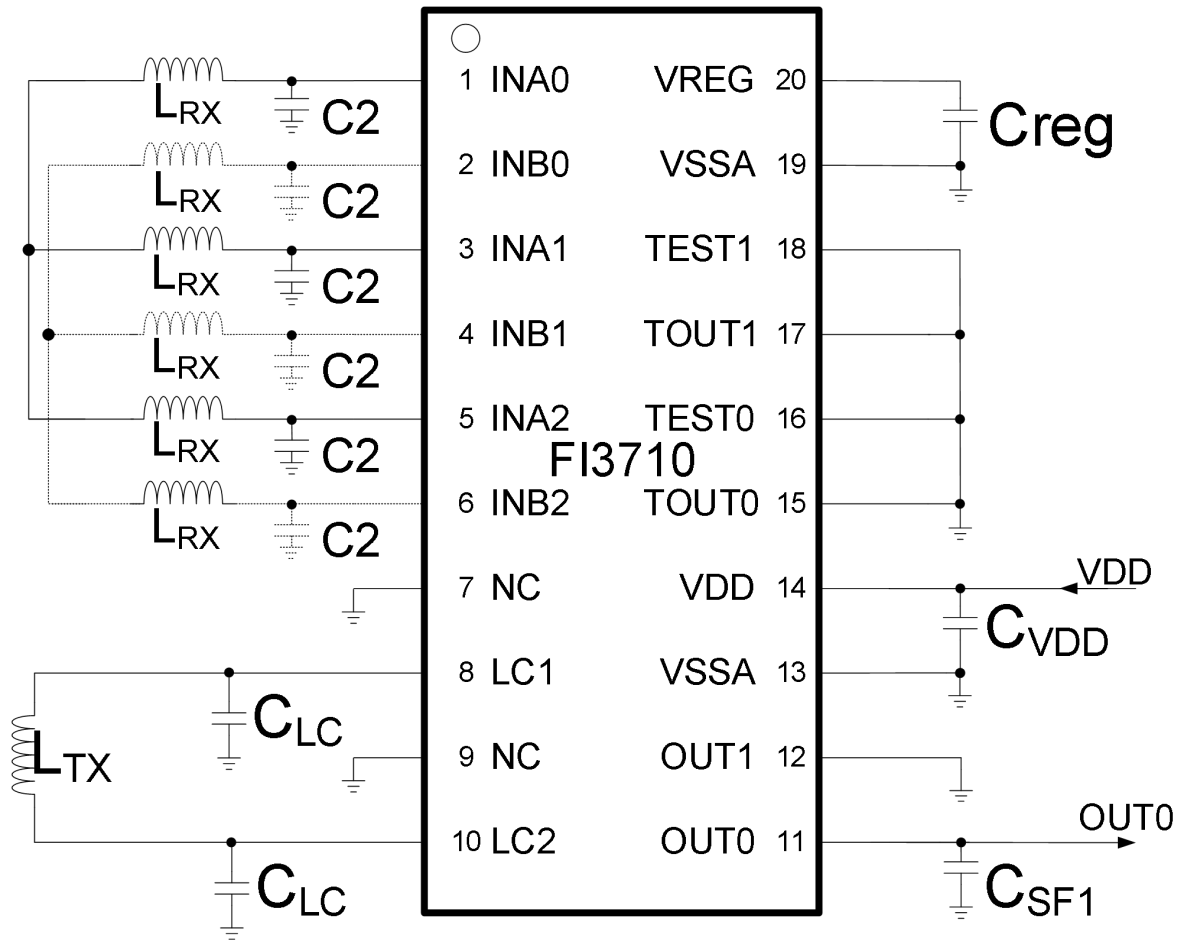 1 INA0 VREG 20
LRX C2 Creg
2 INB0 VSSA 19
LRX C2
3 INA1 TEST1 18
LRX C2
4 INB1 TOUT1 17
LRX C2
5 INA2 TEST0 16
LRX C2
FI3710
6 INB2 TOUT0 15
LRX C2
7 NC VDD 14 VDD
CVDD
8 LC1 VSSA 13
CLC
LTX
9 NC OUT1 12
10 LC2 OUT0 11 OUT0
CLC CSF1